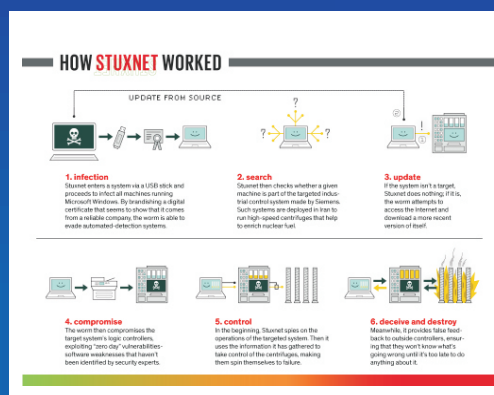 HOW STUXNET WORKED
UPDATE FROM SOURCE
?
? ?
!
1. infection
Stuxnet enters a system via a USB stick and
proceeds to infect all machines running
Microsoft Windows. By brandishing a digital
certificate that seems to show that it comes
from a reliable company, the worm is able to
evade automated-detection systems.
2. search
Stuxnet then checks whether a given
machine is part of the targeted indus-
trial control system made by Siemens.
Such systems are deployed in Iran to
run high-speed centrifuges that help
to enrich nuclear fuel.
3. update
If the system isn't a target,
Stuxnet does nothing; if it is,
the worm attempts to
access the Internet and
download a more recent
version of itself.
4. compromise
The worm then compromises the
target system's logic controllers,
exploiting "zero day" vulnerabilities-
software weaknesses that haven't
been identified by security experts.
5. control
In the beginning, Stuxnet spies on the
operations of the targeted system. Then it
uses the information it has gathered to
take control of the centrifuges, making
them spin themselves to failure.
6. deceive and destroy
Meanwhile, it provides false feed-
back to outside controllers, ensur-
ing that they won't know what's
going wrong until it's too late to do
anything about it.